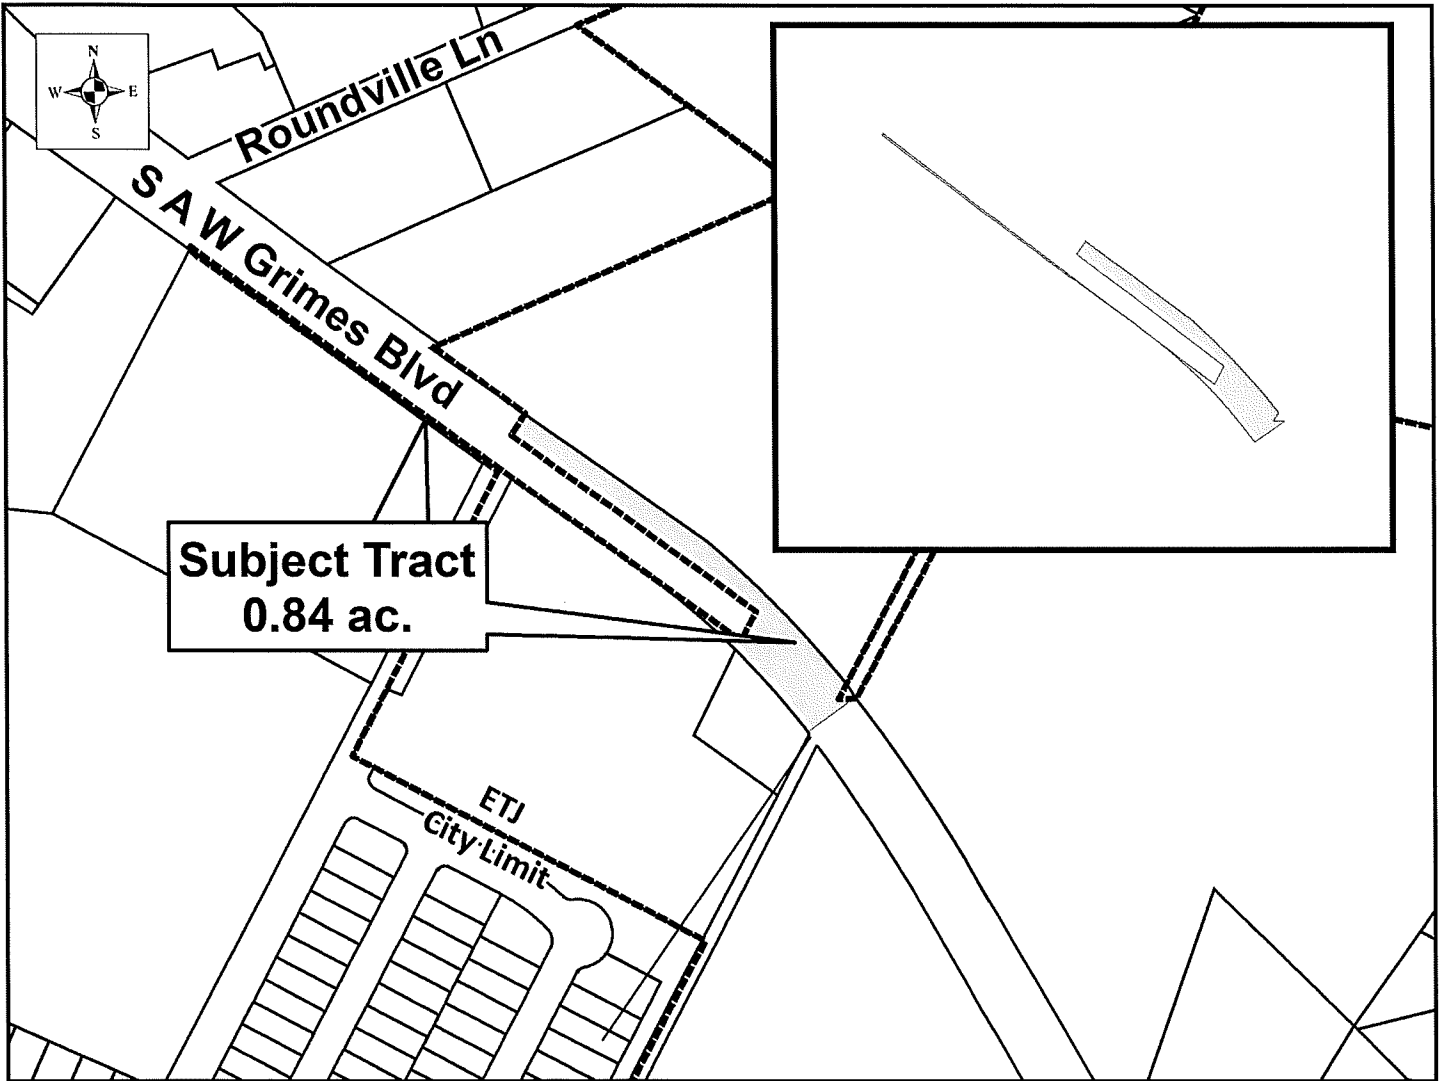 N
W E
S
Roundville Ln
S A W Grimes Blvd
Subject Tract
0.84 ac.
ETJ
City Limit